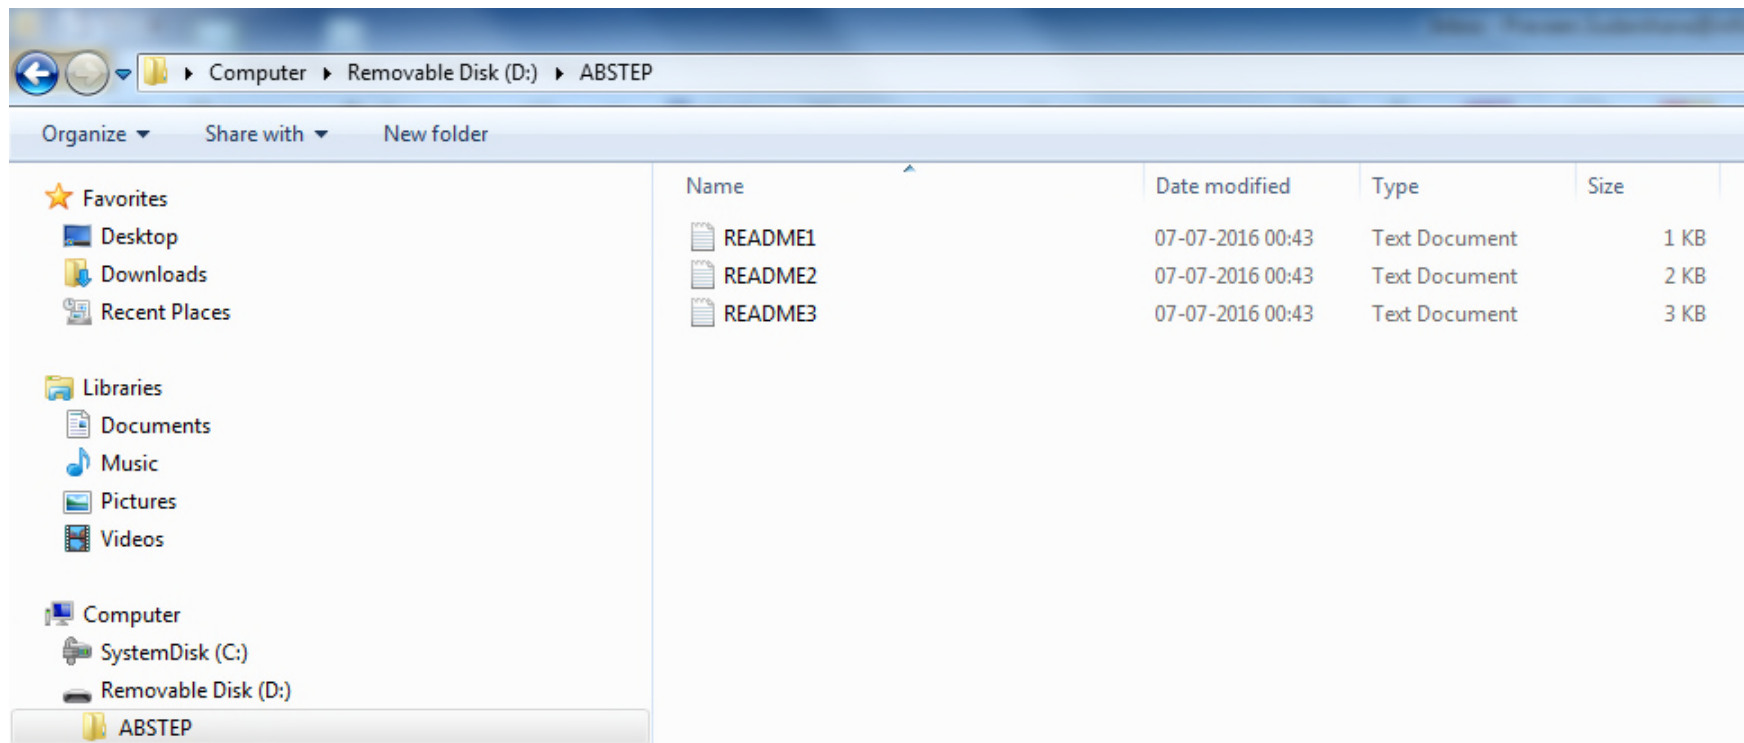 Computer Removable Disk (D:) ABSTEP
Organize Share with New folder
Favorites
Desktop
Downloads
Recent Places
Libraries
Documents
Music
Pictures
Videos
Computer
SystemDisk (C:)
Removable Disk (D:)
ABSTEP
Name Date modified Type Size
README1 07-07-2016 00:43 Text Document 1 KB
README2 07-07-2016 00:43 Text Document 2 KB
README3 07-07-2016 00:43 Text Document 3 KB